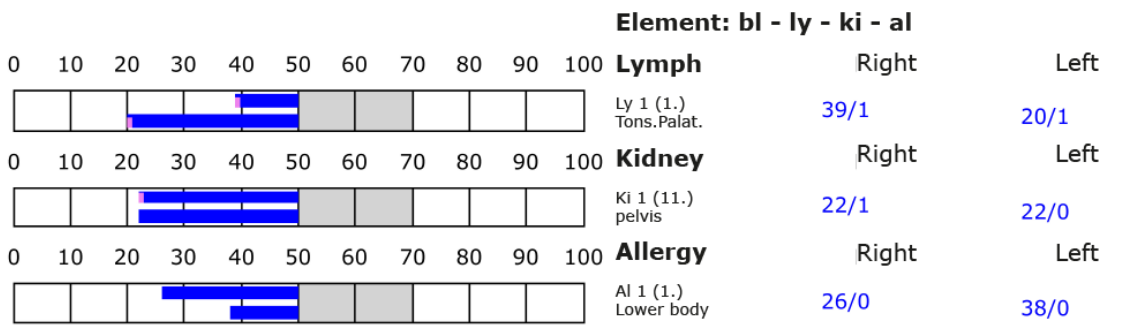 Element: bl - ly - ki - al
0 10 20 30 40 50 60 70 80 90 100 Lymph Right Left
Ly 1 (1.)
Tons.Palat. 39/1 20/1
0 10 20 30 40 50 60 70 80 90 100 Kidney Right Left
Ki 1 (11.)
pelvis 22/1 22/0
0 10 20 30 40 50 60 70 80 90 100 Allergy Right Left
Al 1 (1.)
Lower body 26/0 38/0